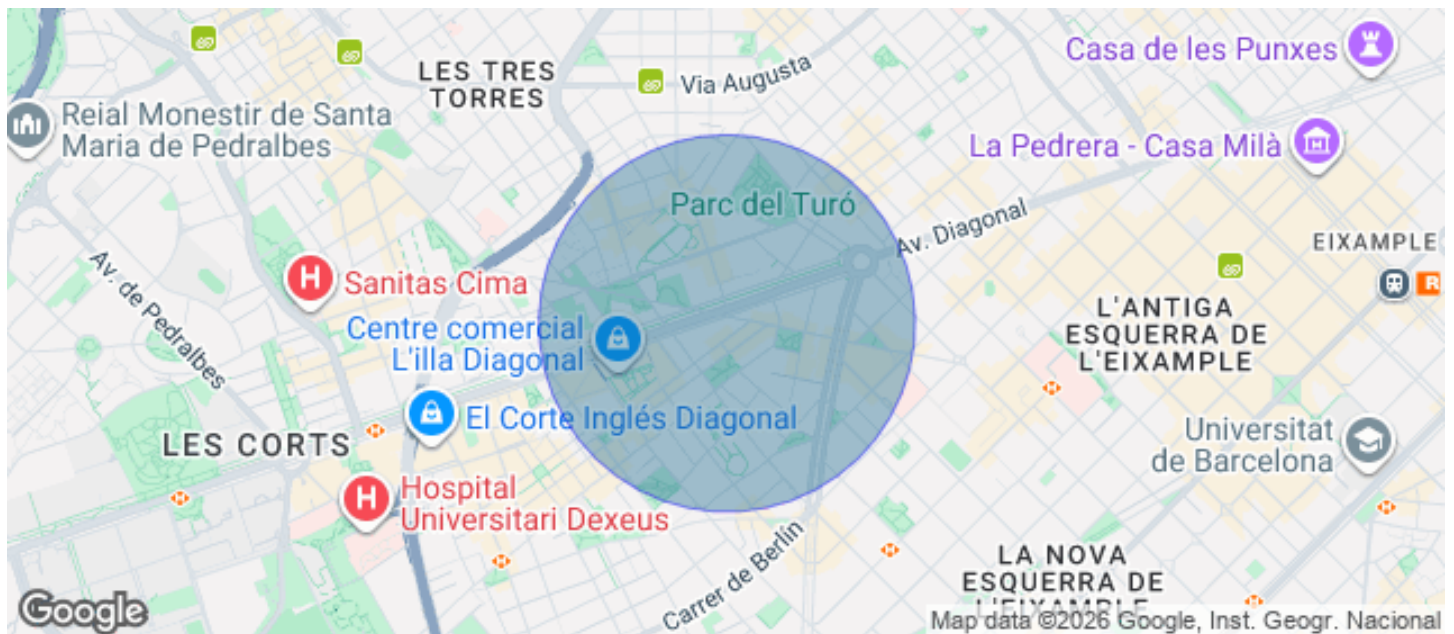 Casa de les Punxes
LES TRES
TORRES
Via Augusta
Reial Monestir de Santa
Maria de Pedralbes
La Pedrera - Casa Milà
Parc del Turó
Av. Diagonal
EIXAMPLE
R
Av. de Pedralbes
H
Sanitas Cima
L'ANTIGA
ESQUERRA DE
L'EIXAMPLE
Centre comercial
L'illa Diagonal
El Corte Inglés Diagonal
LES CORTS
Universitat
de Barcelona
H
Hospital
Universitari Dexeus
Carrer de Berlín
LA NOVA
ESQUERRA DE
L'EIXAMPLE
Google
Map data ©2026 Google, Inst. Geogr. Nacional